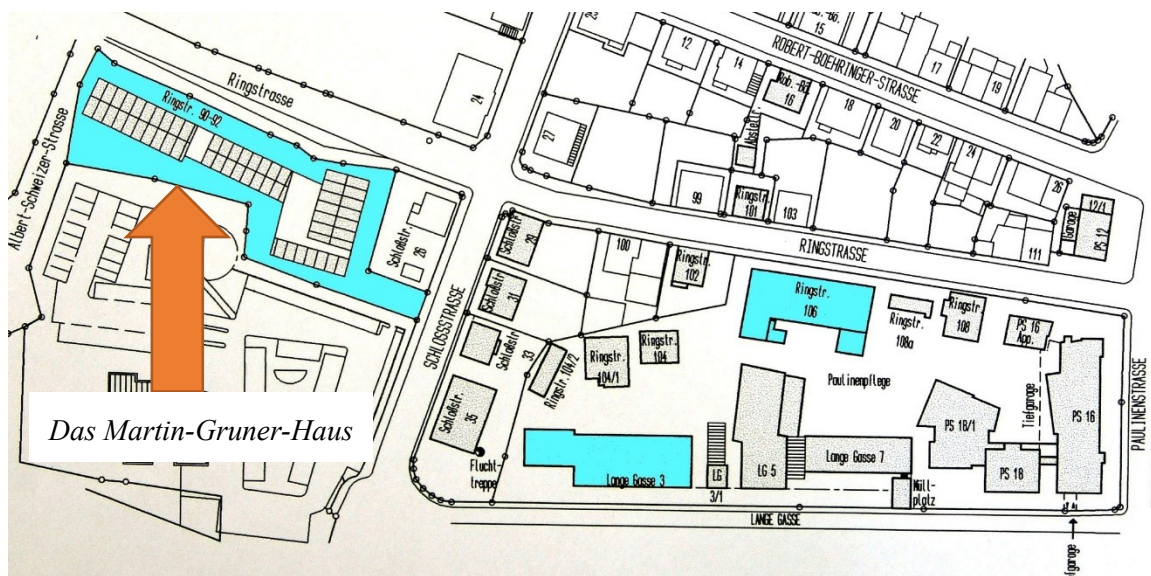 ROBERT-BOEHRINGER-STRASSE
15
12
14
Rob.-Bö.
16
17
18
19
20
22
24
26
Ringstrasse
24
27
Ringstr. 90-92
Albert-Schweizer-Strasse
Schloßstr. 26
99
Ringstr.
101
103
111
Garage
12/1
PS 12
RINGSTRASSE
Schloßstr.
29
100
Ringstr.
102
Schloßstr.
31
SCHLOSSSTRASSE
Schloßstr.
33
Ringstr. 104/2
Ringstr.
104/1
Ringstr.
104
Ringstr.
106
Ringstr.
108a
Ringstr.
108
PS 16
App.
Paulinenpflege
Tiefgarage
PS 16
PAULINENSTRASSE
Das Martin-Gruner-Haus
Schloßstr.
35
Flucht-
treppe
Lange Gasse 3
LG
3/1
LG 5
Lange Gasse 7
Müll-
platz
PS 18/1
PS 18
LANGE GASSE